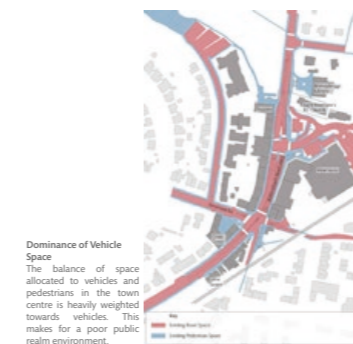 Dominance of Vehicle
Space
The balance of space
allocated to vehicles and
pedestrians in the town
centre is heavily weighted
towards vehicles. This
makes for a poor public
realm environment.
Key
Existing Road Space
Existing Pedestrian Space